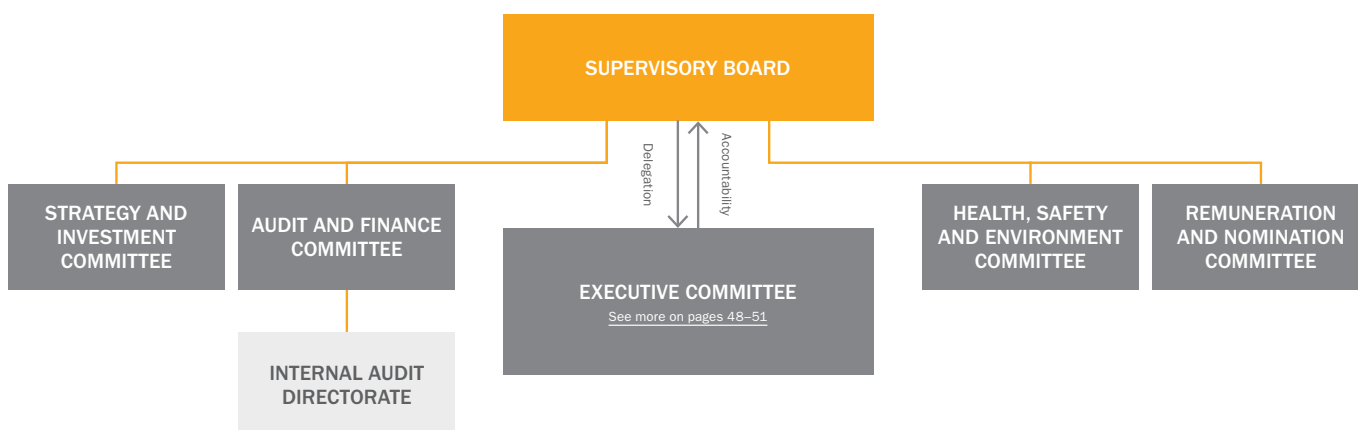 SUPERVISORY BOARD
Delegation
Accountability
STRATEGY AND
INVESTMENT
COMMITTEE
AUDIT AND FINANCE
COMMITTEE
HEALTH, SAFETY
AND ENVIRONMENT
COMMITTEE
REMUNERATION
AND NOMINATION
COMMITTEE
EXECUTIVE COMMITTEE
See more on pages 48–51
INTERNAL AUDIT
DIRECTORATE